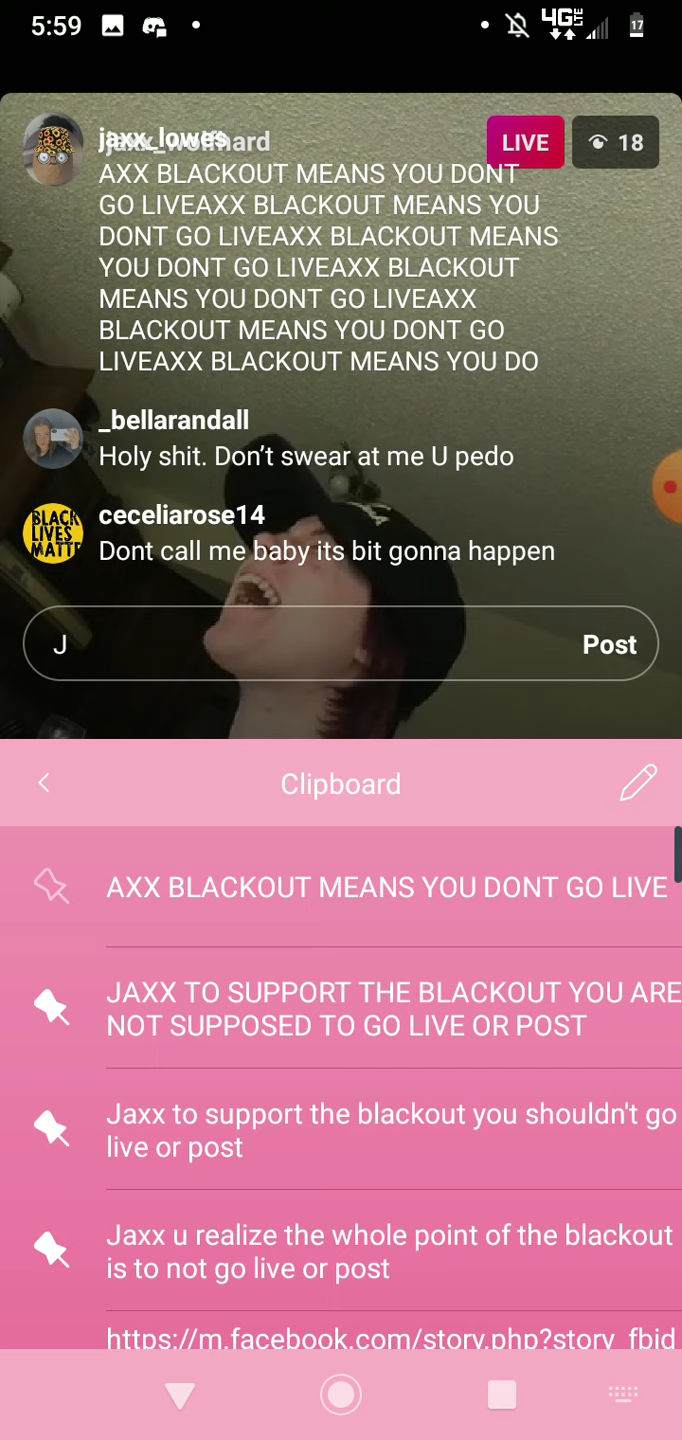 5:59
4G LTE
17
jaxx_lowes
jaxx_wolfhard
LIVE
18
AXX BLACKOUT MEANS YOU DONT
GO LIVEAXX BLACKOUT MEANS YOU
DONT GO LIVEAXX BLACKOUT MEANS
YOU DONT GO LIVEAXX BLACKOUT
MEANS YOU DONT GO LIVEAXX
BLACKOUT MEANS YOU DONT GO
LIVEAXX BLACKOUT MEANS YOU DO
_bellarandall
Holy shit. Don’t swear at me U pedo
BLACK
LIVES
MATTE
ceceliarose14
Dont call me baby its bit gonna happen
J
Post
Clipboard
AXX BLACKOUT MEANS YOU DONT GO LIVE
JAXX TO SUPPORT THE BLACKOUT YOU ARE
NOT SUPPOSED TO GO LIVE OR POST
Jaxx to support the blackout you shouldn't go
live or post
Jaxx u realize the whole point of the blackout
is to not go live or post
https://m.facebook.com/story.php?story_fbid